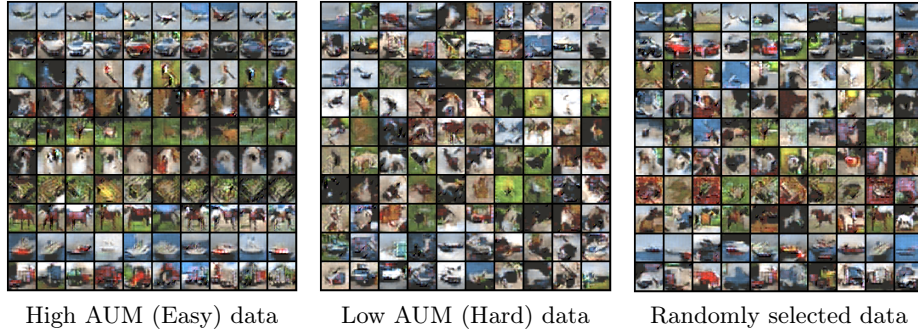 High AUM (Easy) data
Low AUM (Hard) data
Randomly selected data